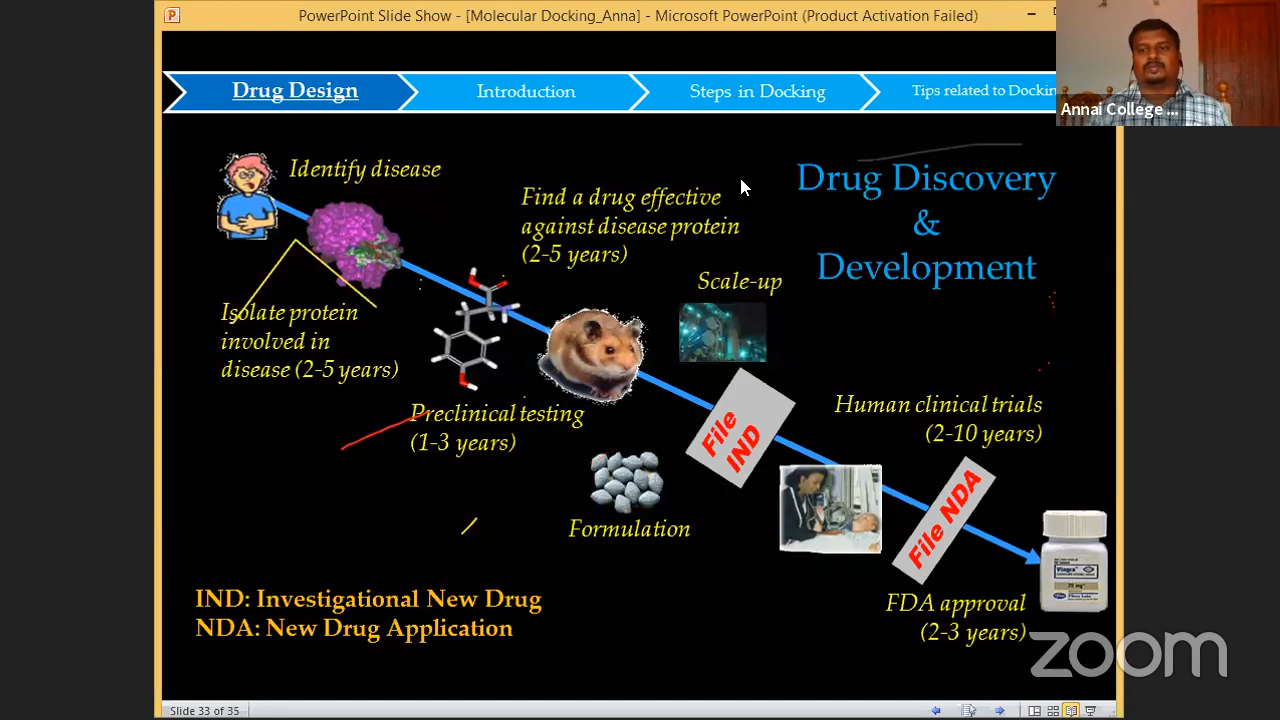 PowerPoint Slide Show - [Molecular Docking_Anna] - Microsoft PowerPoint (Product Activation Failed)
Drug Design
Introduction
Steps in Docking
Tips related to Dockin
Annai College ...
Identify disease
Find a drug effective
against disease protein
(2-5 years)
Drug Discovery
&
Development
Scale-up
Isolate protein
involved in
disease (2-5 years)
Preclinical testing
(1-3 years)
File
IND
Human clinical trials
(2-10 years)
File NDA
Formulation
Viagra
IND: Investigational New Drug
NDA: New Drug Application
FDA approval
(2-3 years)
zoom
Slide 33 of 35